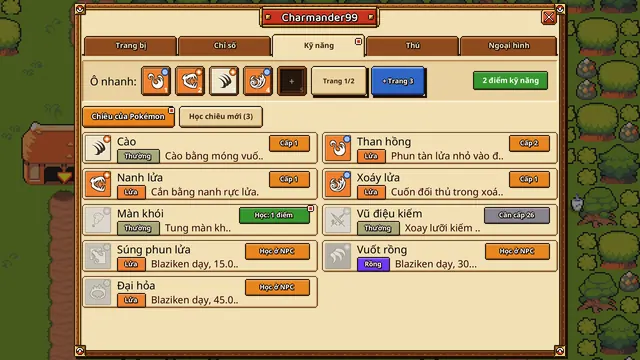 Charmander99
Trang bị
Chỉ số
Kỹ năng
Thú
Ngoại hình
Ô nhanh:
+
Trang 1/2
+ Trang 3
2 điểm kỹ năng
Chiêu của Pokémon
Học chiêu mới (3)
Cào
Cấp 1
Thường
Cào bằng móng vuố..
Than hồng
Cấp 2
Lửa
Phun tàn lửa nhỏ vào đ..
Nanh lửa
Cấp 1
Lửa
Cắn bằng nanh rực lửa.
Xoáy lửa
Cấp 1
Lửa
Cuốn đối thủ trong xoá..
Màn khói
Học: 1 điểm
Thường
Tung màn kh..
Vũ điệu kiếm
Cần cấp 26
Thường
Xoay lưỡi kiếm ..
Súng phun lửa
Học ở NPC
Lửa
Blaziken dạy, 15.0..
Vuốt rồng
Học ở NPC
Rồng
Blaziken dạy, 30...
Đại hỏa
Học ở NPC
Lửa
Blaziken dạy, 45.0..